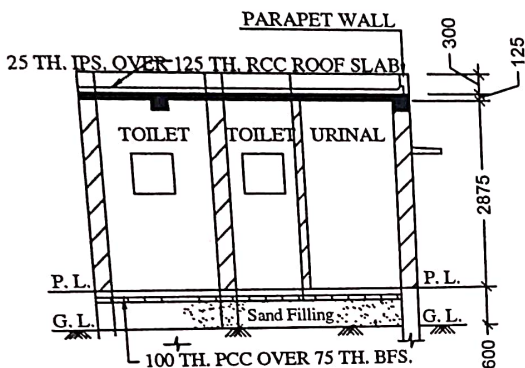 PARAPET WALL
25 TH. IPS. OVER 125 TH. RCC ROOF SLAB
300
125
TOILET TOILET URINAL
2875
P. L. P. L.
G. L. Sand Filling G. L.
600
100 TH. PCC OVER 75 TH. BFS.